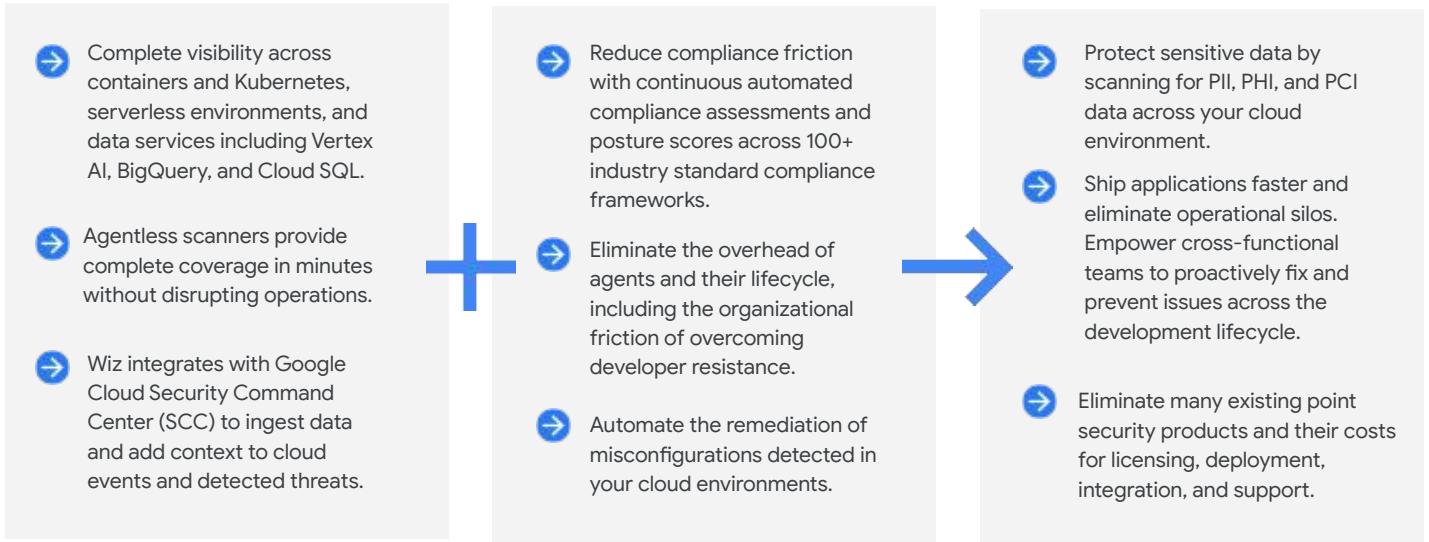 Complete visibility across
containers and Kubernetes,
serverless environments, and
data services including Vertex
AI, BigQuery, and Cloud SQL.
Agentless scanners provide
complete coverage in minutes
without disrupting operations.
Wiz integrates with Google
Cloud Security Command
Center (SCC) to ingest data
and add context to cloud
events and detected threats.
Reduce compliance friction
with continuous automated
compliance assessments and
posture scores across 100+
industry standard compliance
frameworks.
Eliminate the overhead of
agents and their lifecycle,
including the organizational
friction of overcoming
developer resistance.
Automate the remediation of
misconfigurations detected in
your cloud environments.
Protect sensitive data by
scanning for PII, PHI, and PCI
data across your cloud
environment.
Ship applications faster and
eliminate operational silos.
Empower cross-functional
teams to proactively fix and
prevent issues across the
development lifecycle.
Eliminate many existing point
security products and their costs
for licensing, deployment,
integration, and support.